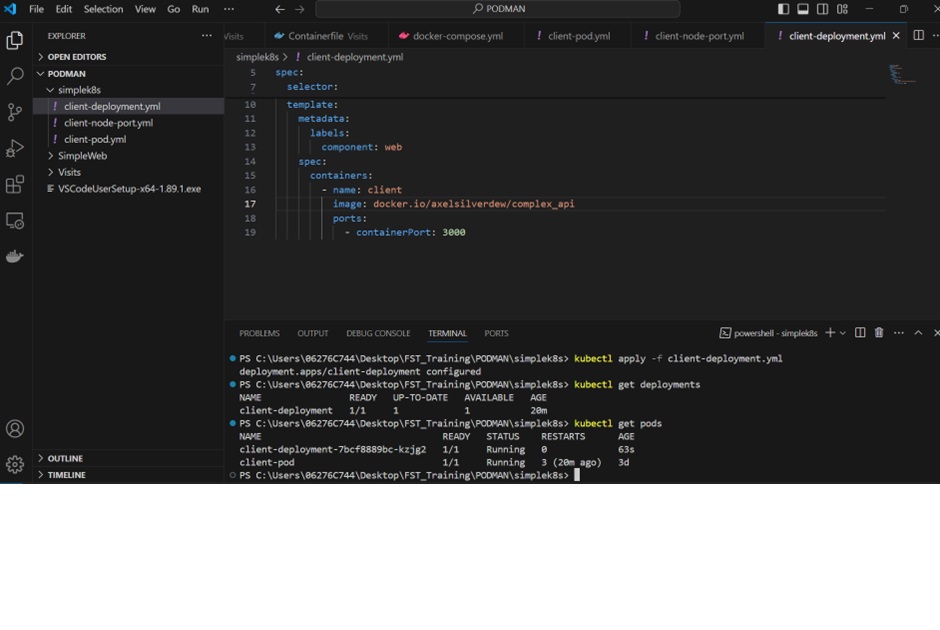 File Edit Selection View Go Run ··· PODMAN
EXPLORER ···
OPEN EDITORS
PODMAN
simplek8s
! client-deployment.yml
! client-node-port.yml
! client-pod.yml
SimpleWeb
Visits
VSCodeUserSetup-x64-1.89.1.exe
OUTLINE
TIMELINE
Visits Containerfile Visits docker-compose.yml ! client-pod.yml ! client-node-port.yml ! client-deployment.yml
simplek8s > ! client-deployment.yml
5 spec:
7 selector:
10 template:
11 metadata:
12 labels:
13 component: web
14 spec:
15 containers:
16 - name: client
17 image: docker.io/axelsilverdew/complex_api
18 ports:
19 - containerPort: 3000
PROBLEMS OUTPUT DEBUG CONSOLE TERMINAL PORTS powershell - simplek8s
PS C:\Users\06276C744\Desktop\FST_Training\PODMAN\simplek8s> kubectl apply -f client-deployment.yml
deployment.apps/client-deployment configured
PS C:\Users\06276C744\Desktop\FST_Training\PODMAN\simplek8s> kubectl get deployments
NAME READY UP-TO-DATE AVAILABLE AGE
client-deployment 1/1 1 1 20m
PS C:\Users\06276C744\Desktop\FST_Training\PODMAN\simplek8s> kubectl get pods
NAME READY STATUS RESTARTS AGE
client-deployment-7bcf8889bc-kzjg2 1/1 Running 0 63s
client-pod 1/1 Running 3 (20m ago) 3d
PS C:\Users\06276C744\Desktop\FST_Training\PODMAN\simplek8s>